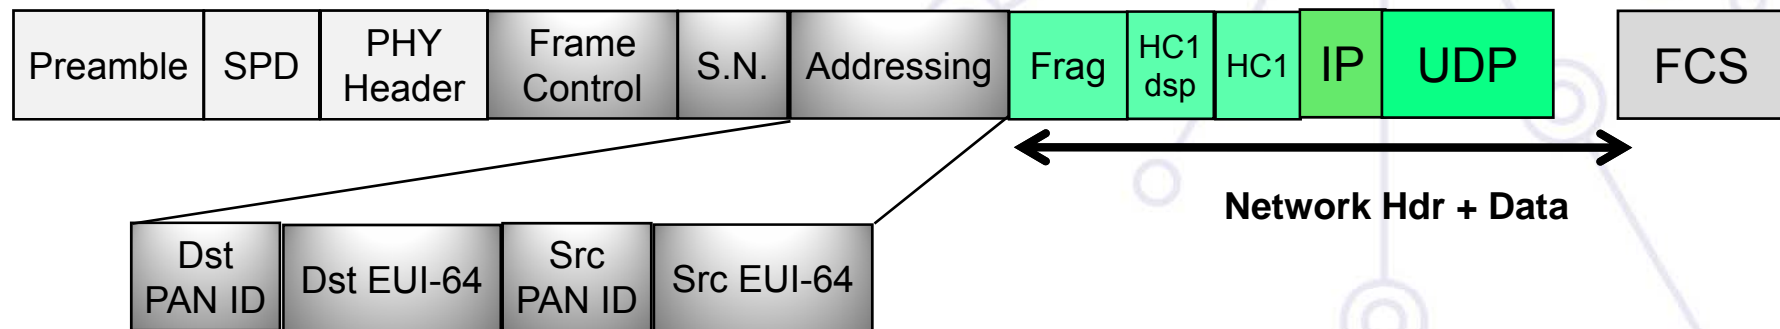 Preamble
SPD
PHY
Header
Frame
Control
S.N.
Addressing
Frag
HC1
dsp
HC1
IP
UDP
FCS
Network Hdr + Data
Dst
PAN ID
Dst EUI-64
Src
PAN ID
Src EUI-64